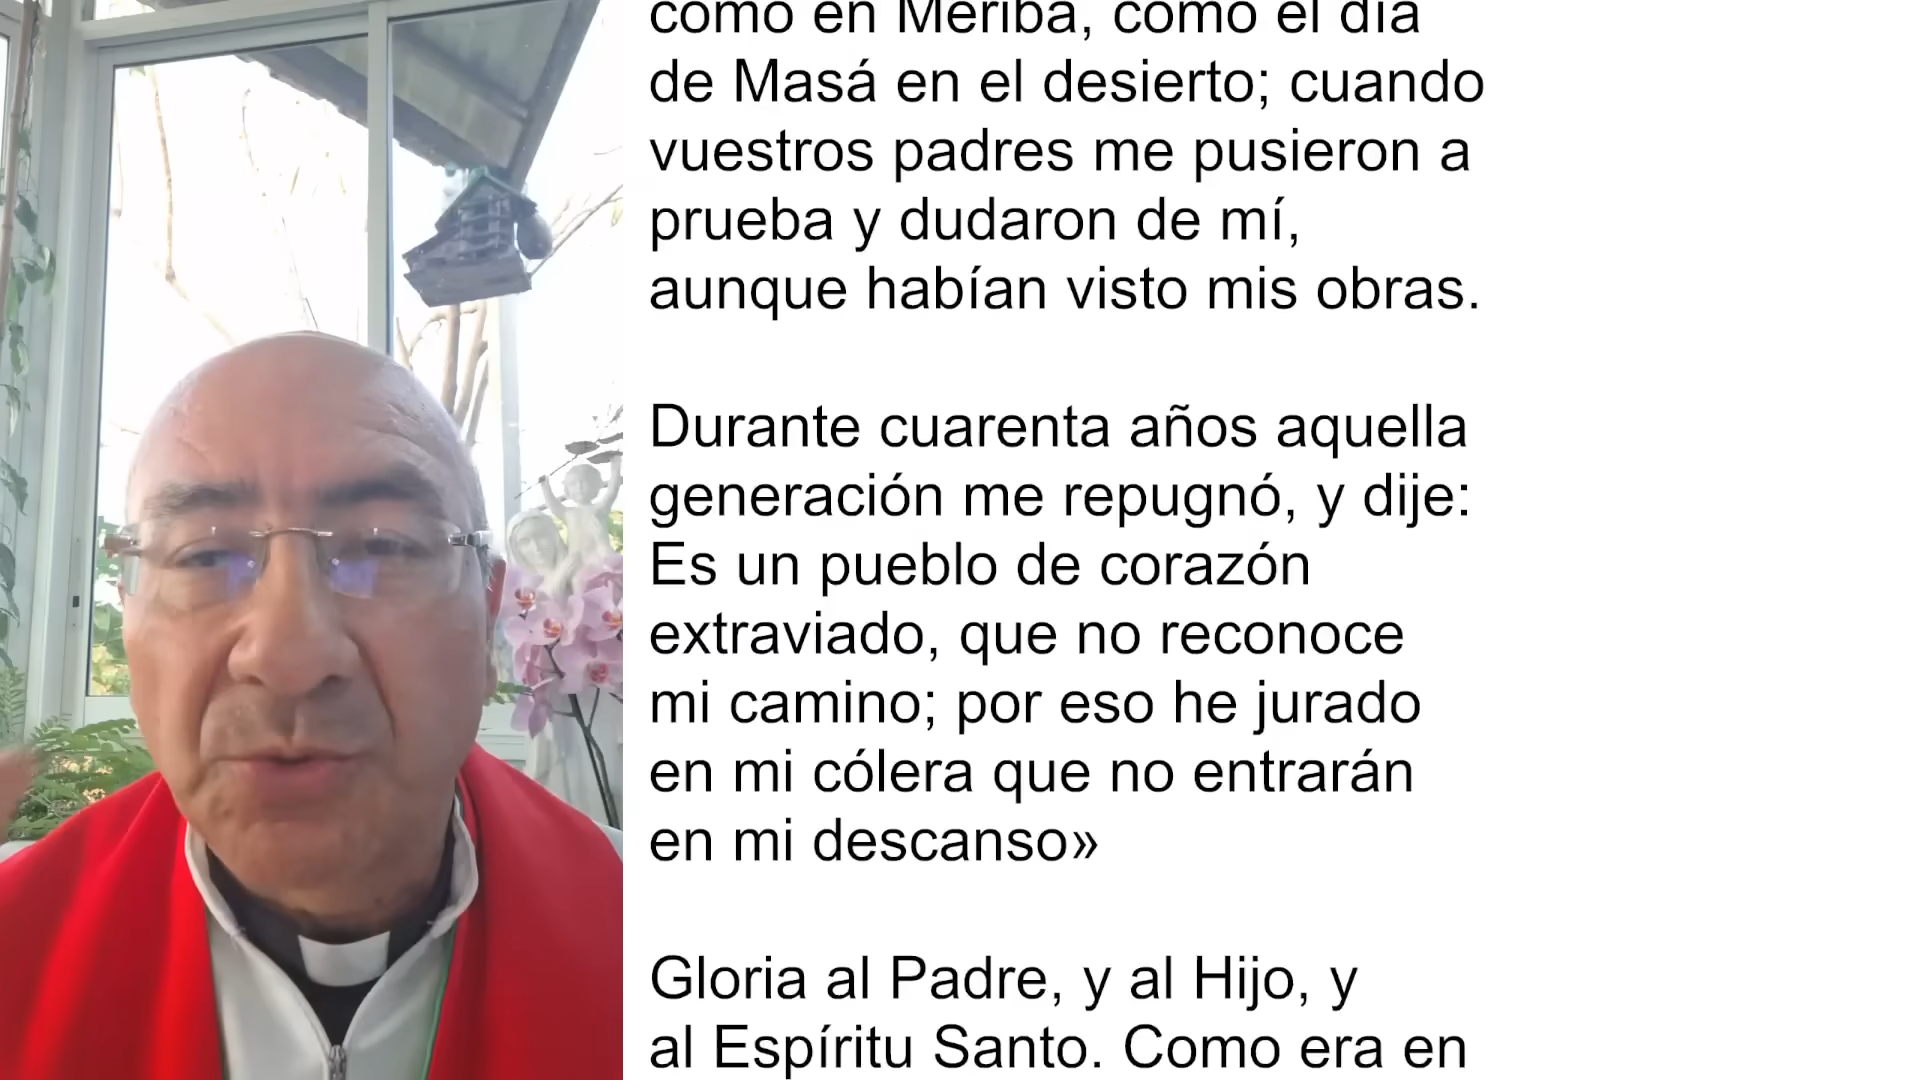 como en Meribá, como el día
de Masá en el desierto; cuando
vuestros padres me pusieron a
prueba y dudaron de mí,
aunque habían visto mis obras.
Durante cuarenta años aquella
generación me repugnó, y dije:
Es un pueblo de corazón
extraviado, que no reconoce
mi camino; por eso he jurado
en mi cólera que no entrarán
en mi descanso»
Gloria al Padre, y al Hijo, y
al Espíritu Santo. Como era en